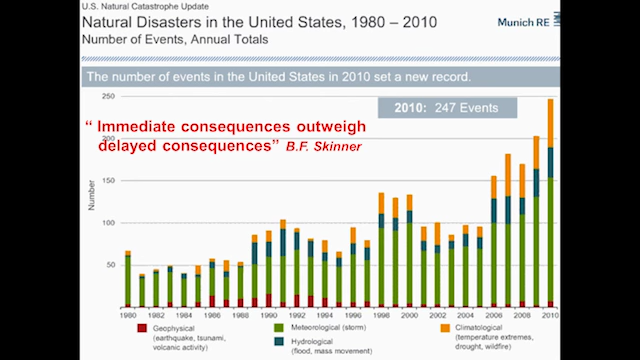 U.S. Natural Catastrophe Update
Natural Disasters in the United States, 1980 – 2010
Number of Events, Annual Totals
Munich RE
The number of events in the United States in 2010 set a new record.
250
2010: 247 Events
“ Immediate consequences outweigh
delayed consequences” B.F. Skinner
200
150
100
50
Number
1980 1982 1984 1986 1988 1990 1992 1994 1996 1998 2000 2002 2004 2006 2008 2010
Geophysical
(earthquake, tsunami,
volcanic activity)
Meteorological (storm)
Hydrological
(flood, mass movement)
Climatological
(temperature extremes,
drought, wildfire)